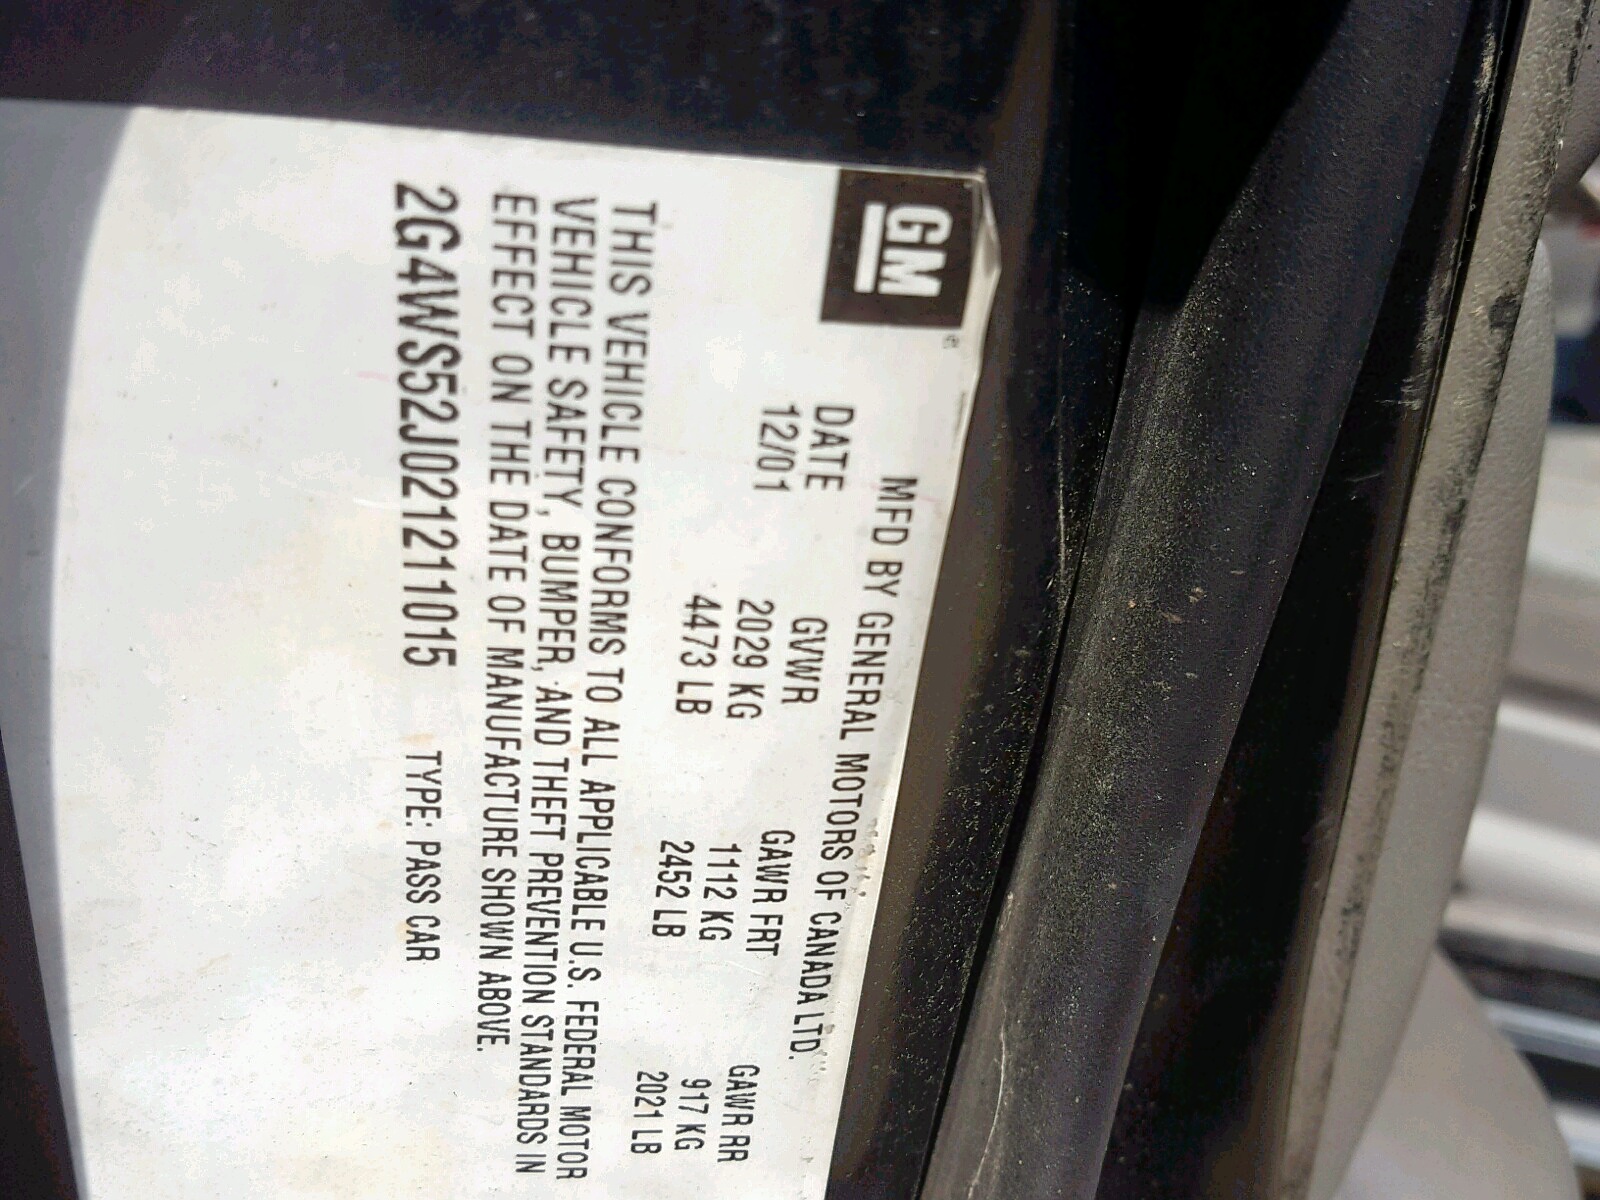 GM
MFD BY GENERAL MOTORS OF CANADA LTD.
DATE GVWR GAWR FRT GAWR RR
12/01 2029 KG 1112 KG 917 KG
4473 LB 2452 LB 2021 LB
THIS VEHICLE CONFORMS TO ALL APPLICABLE U.S. FEDERAL MOTOR
VEHICLE SAFETY, BUMPER, AND THEFT PREVENTION STANDARDS IN
EFFECT ON THE DATE OF MANUFACTURE SHOWN ABOVE.
2G4WS52J021211015 TYPE: PASS CAR